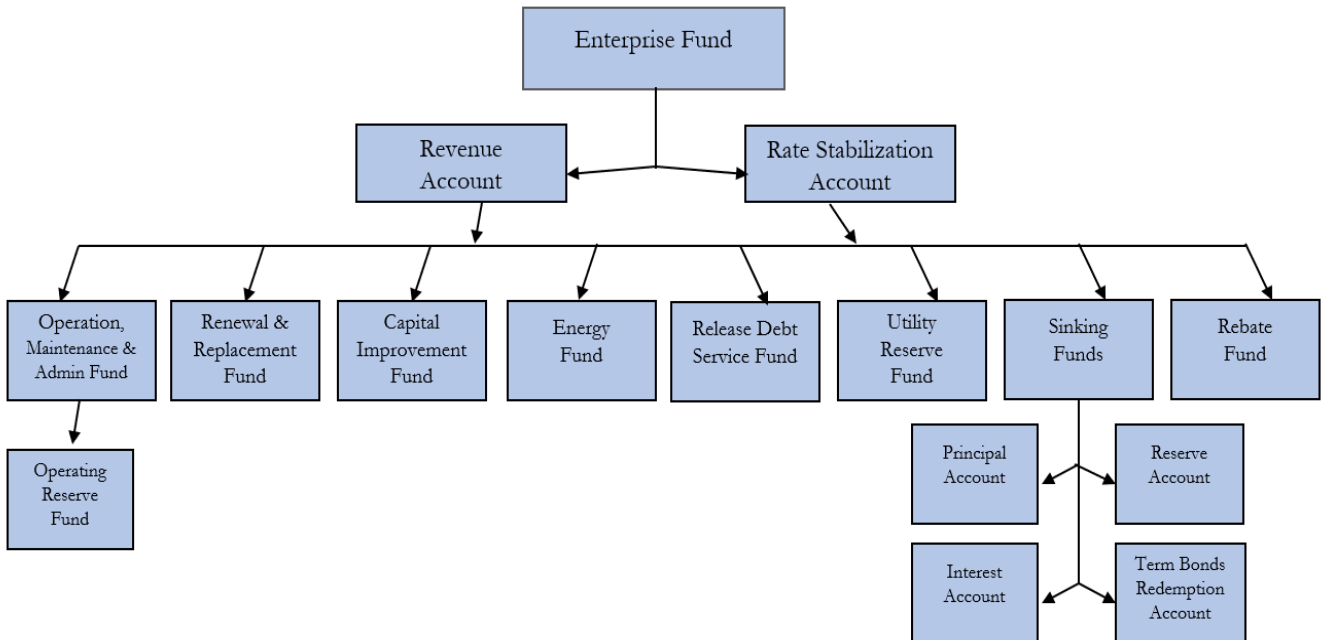 Enterprise Fund
Revenue
Account
Rate Stabilization
Account
Operation,
Maintenance &
Admin Fund
Renewal &
Replacement
Fund
Capital
Improvement
Fund
Energy
Fund
Release Debt
Service Fund
Utility
Reserve
Fund
Sinking
Funds
Rebate
Fund
Operating
Reserve
Fund
Principal
Account
Reserve
Account
Interest
Account
Term Bonds
Redemption
Account